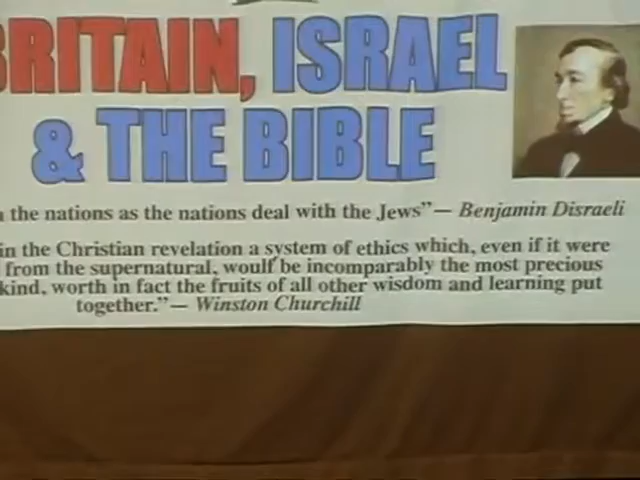 BRITAIN, ISRAEL
& THE BIBLE
the nations as the nations deal with the Jews”— Benjamin Disraeli
in the Christian revelation a system of ethics which, even if it were
from the supernatural, woulf be incomparably the most precious
kind, worth in fact the fruits of all other wisdom and learning put
together.”— Winston Churchill